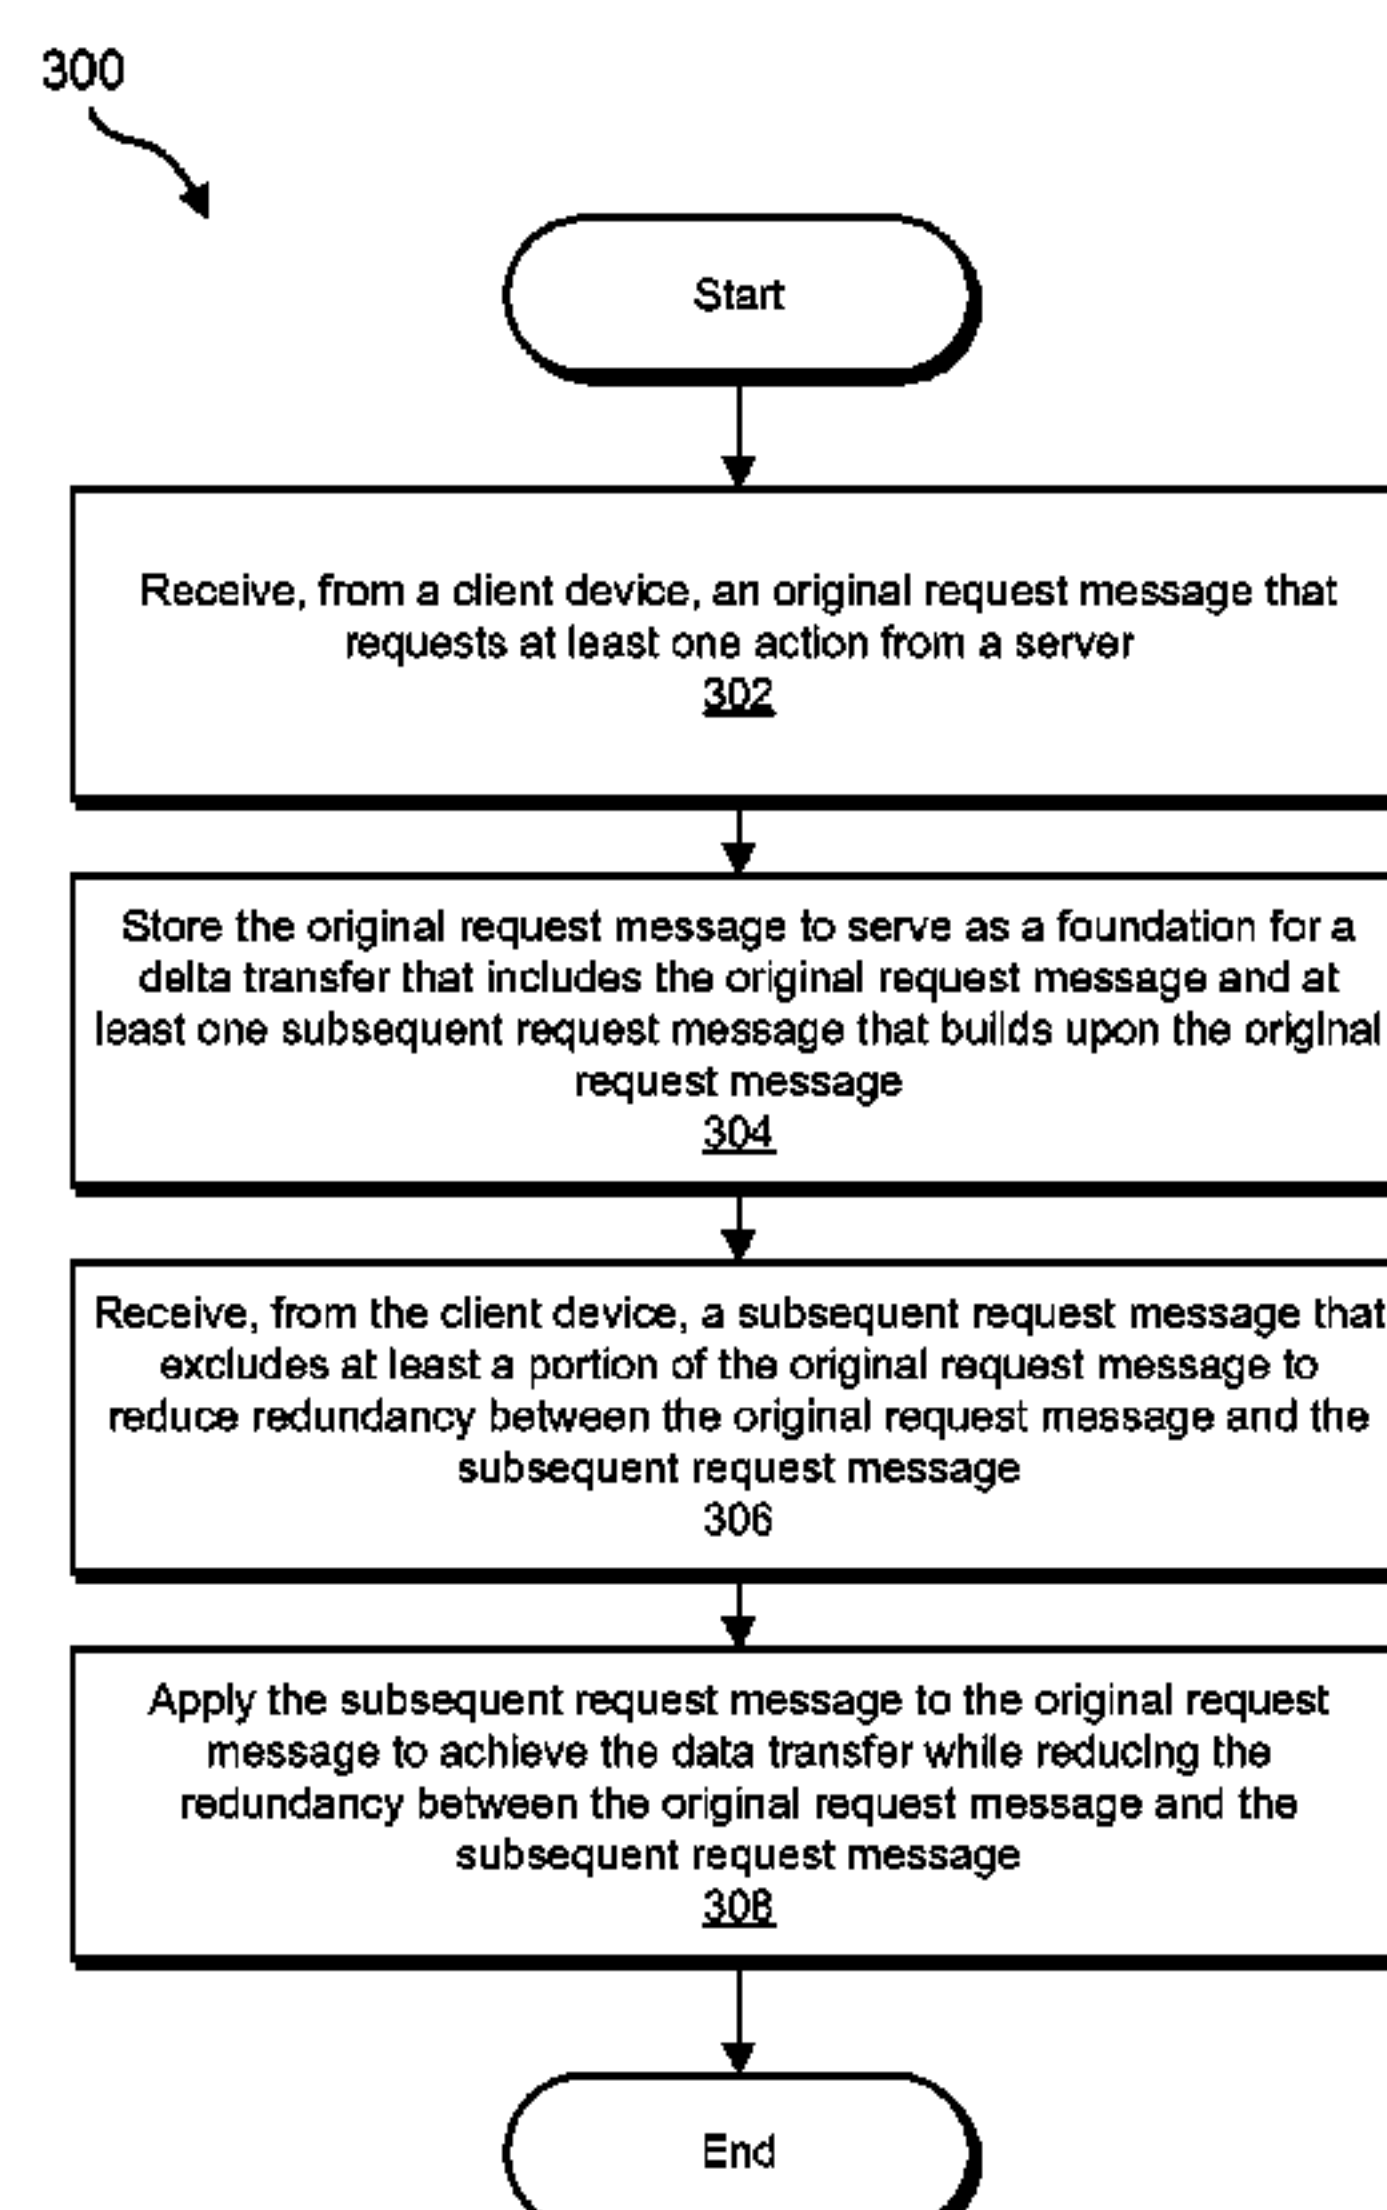 300
Start
Receive, from a client device, an original request message that
requests at least one action from a server
302
Store the original request message to serve as a foundation for a
delta transfer that includes the original request message and at
least one subsequent request message that builds upon the original
request message
304
Receive, from the client device, a subsequent request message that
excludes at least a portion of the original request message to
reduce redundancy between the original request message and the
subsequent request message
306
Apply the subsequent request message to the original request
message to achieve the data transfer while reducing the
redundancy between the original request message and the
subsequent request message
308
End